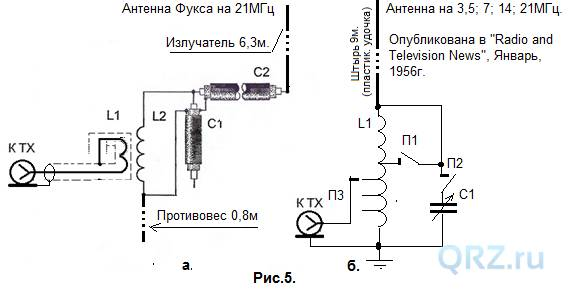 Антенна Фукса на 21МГц
Излучатель 6,3м.
C2
L1
L2
C1
К ТХ
Противовес 0,8м
а.
Антенна на 3,5; 7; 14; 21МГц.
Опубликована в "Radio and
Television News", Январь,
1956г.
Штырь 9м.
(пластик. удочка)
L1
П1
П2
C1
П3
К ТХ
б.
Рис.5.
QRZ.ru